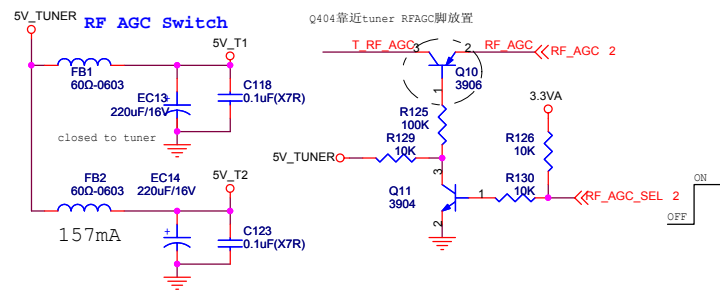 5V_TUNER
RF AGC Switch
5V_T1
FB1
60Ω-0603
EC13
220uF/16V
+
C118
0.1uF(X7R)
closed to tuner
FB2
60Ω-0603
EC14
220uF/16V
5V_T2
157mA
+
C123
0.1uF(X7R)
Q404靠近tuner RFAGC脚放置
T_RF_AGC
3
2
RF_AGC
RF_AGC 2
Q10
3906
1
R125
100K
R129
10K
5V_TUNER
3.3VA
R126
10K
Q11
3904
3
1
2
R130
10K
RF_AGC_SEL 2
ON
OFF